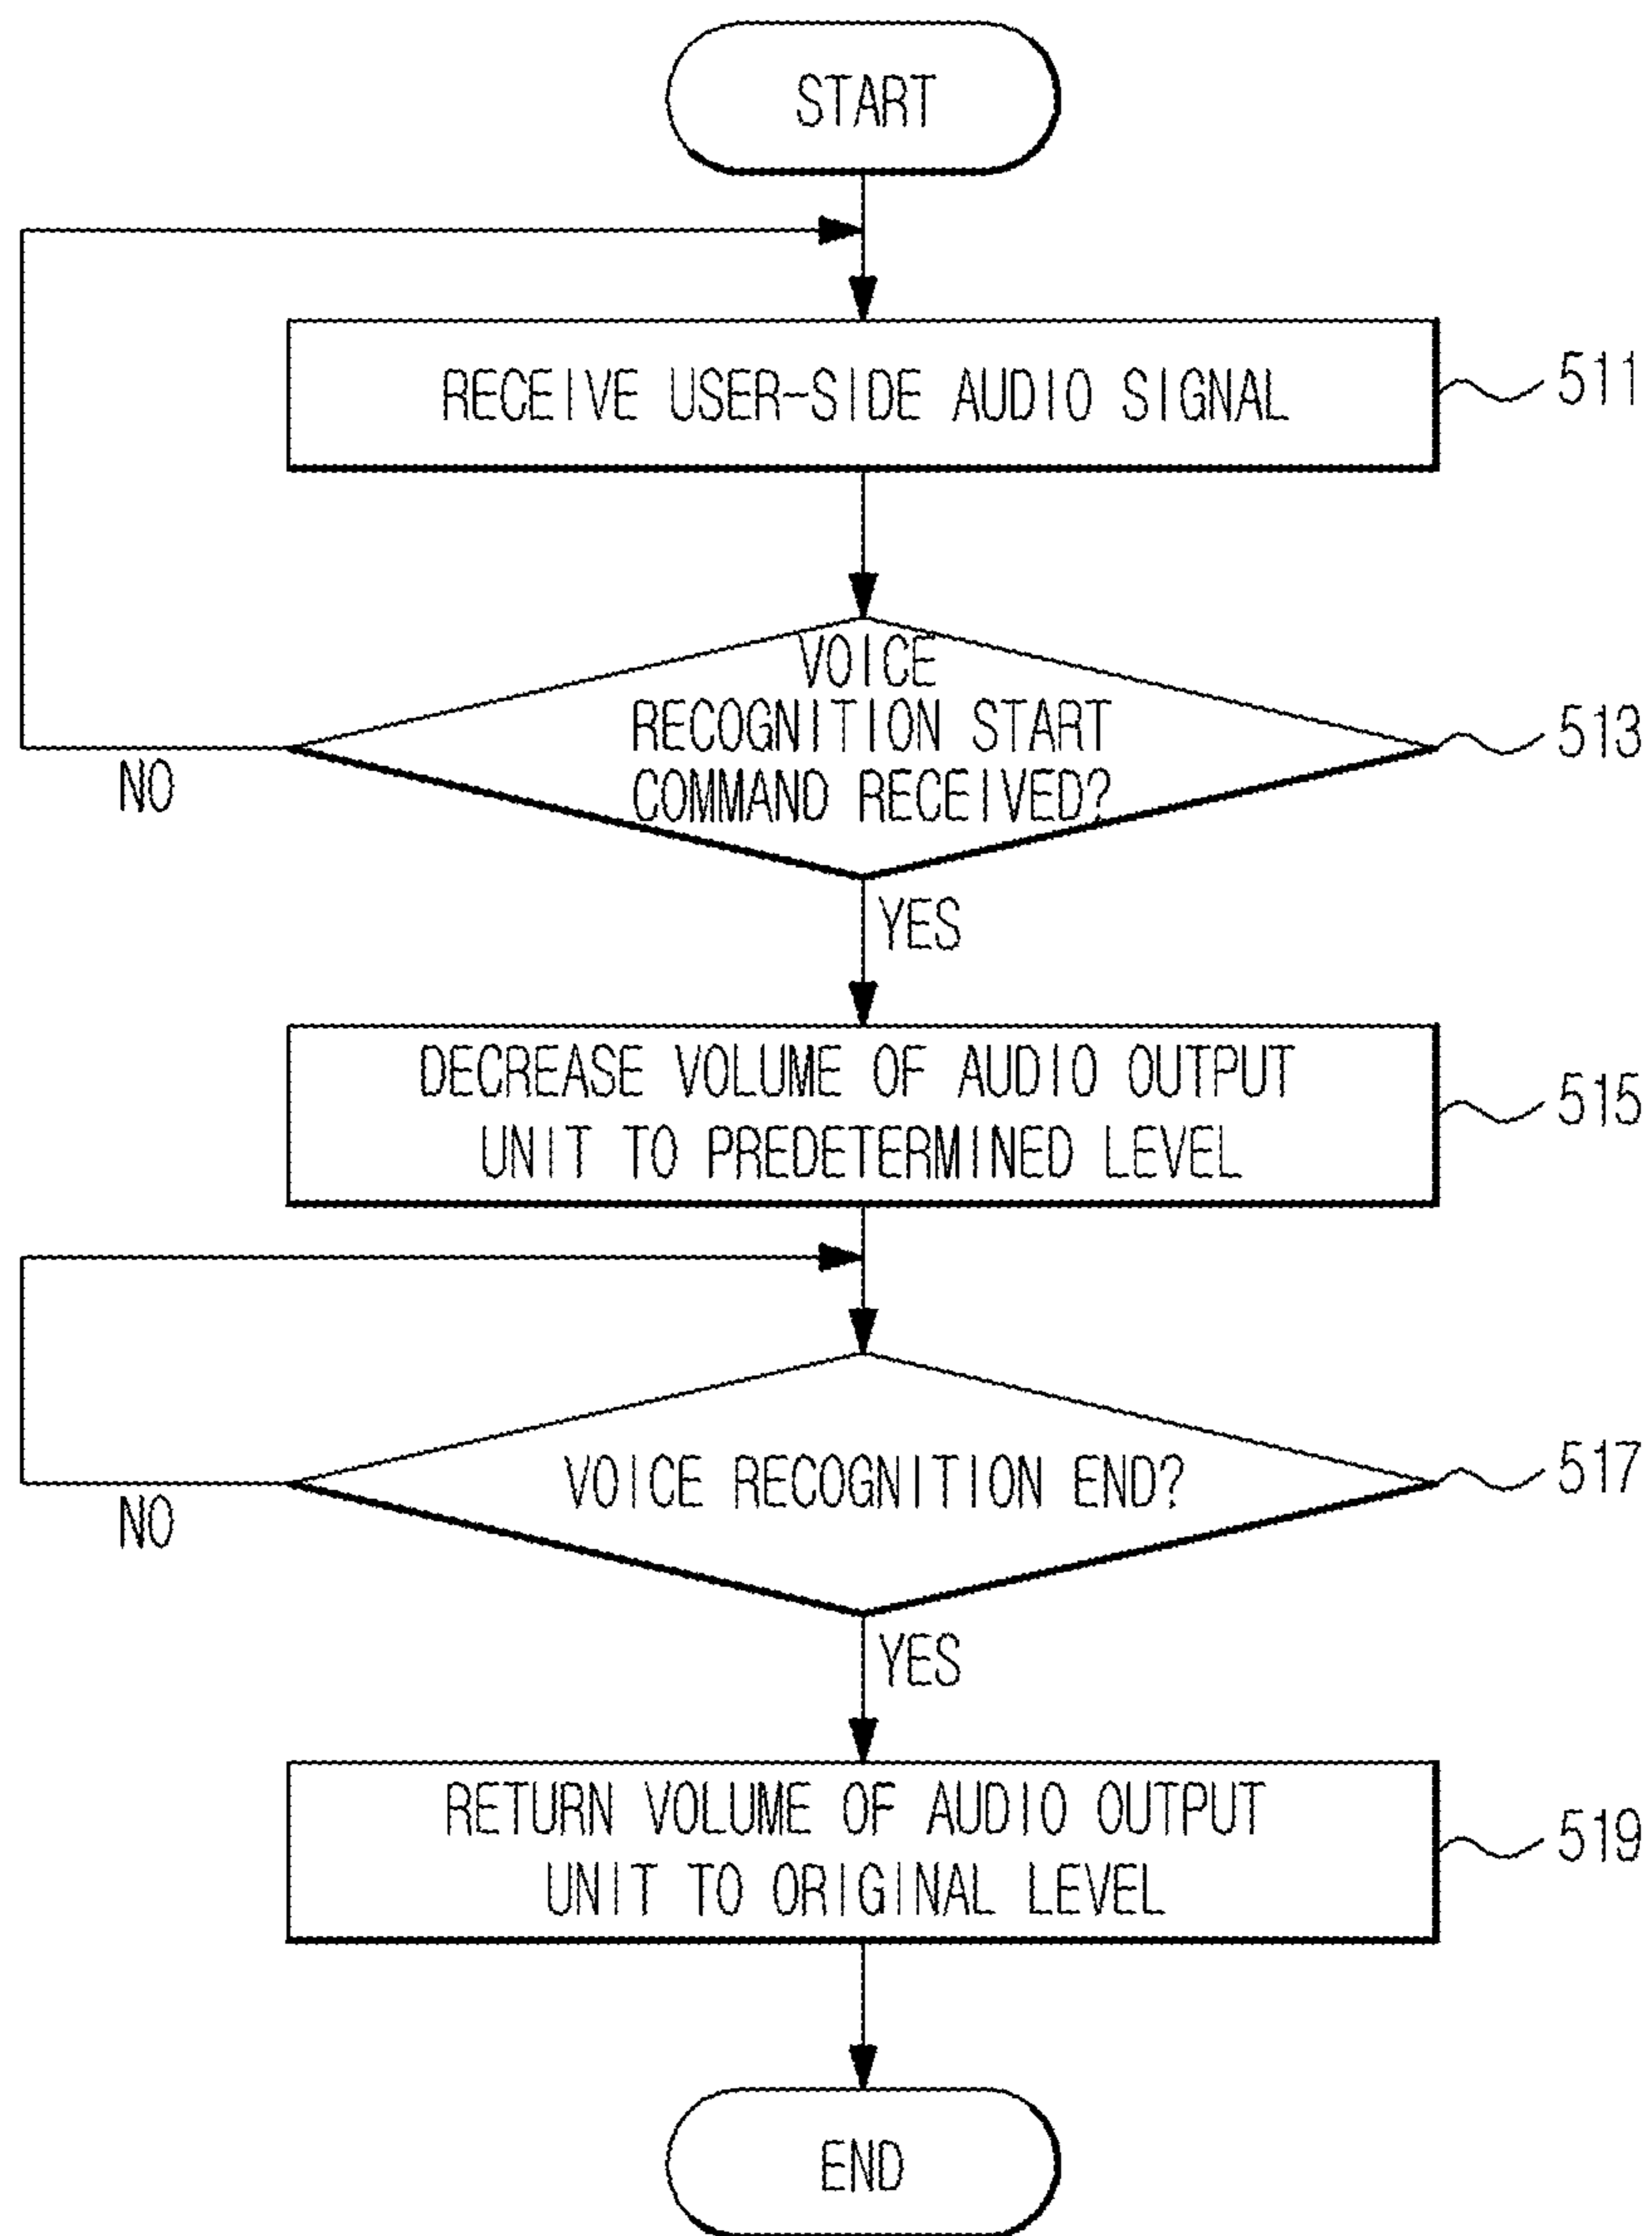 START
RECEIVE USER-SIDE AUDIO SIGNAL
511
VOICE
RECOGNITION START
COMMAND RECEIVED?
513
NO
YES
DECREASE VOLUME OF AUDIO OUTPUT
UNIT TO PREDETERMINED LEVEL
515
VOICE RECOGNITION END?
517
NO
YES
RETURN VOLUME OF AUDIO OUTPUT
UNIT TO ORIGINAL LEVEL
519
END